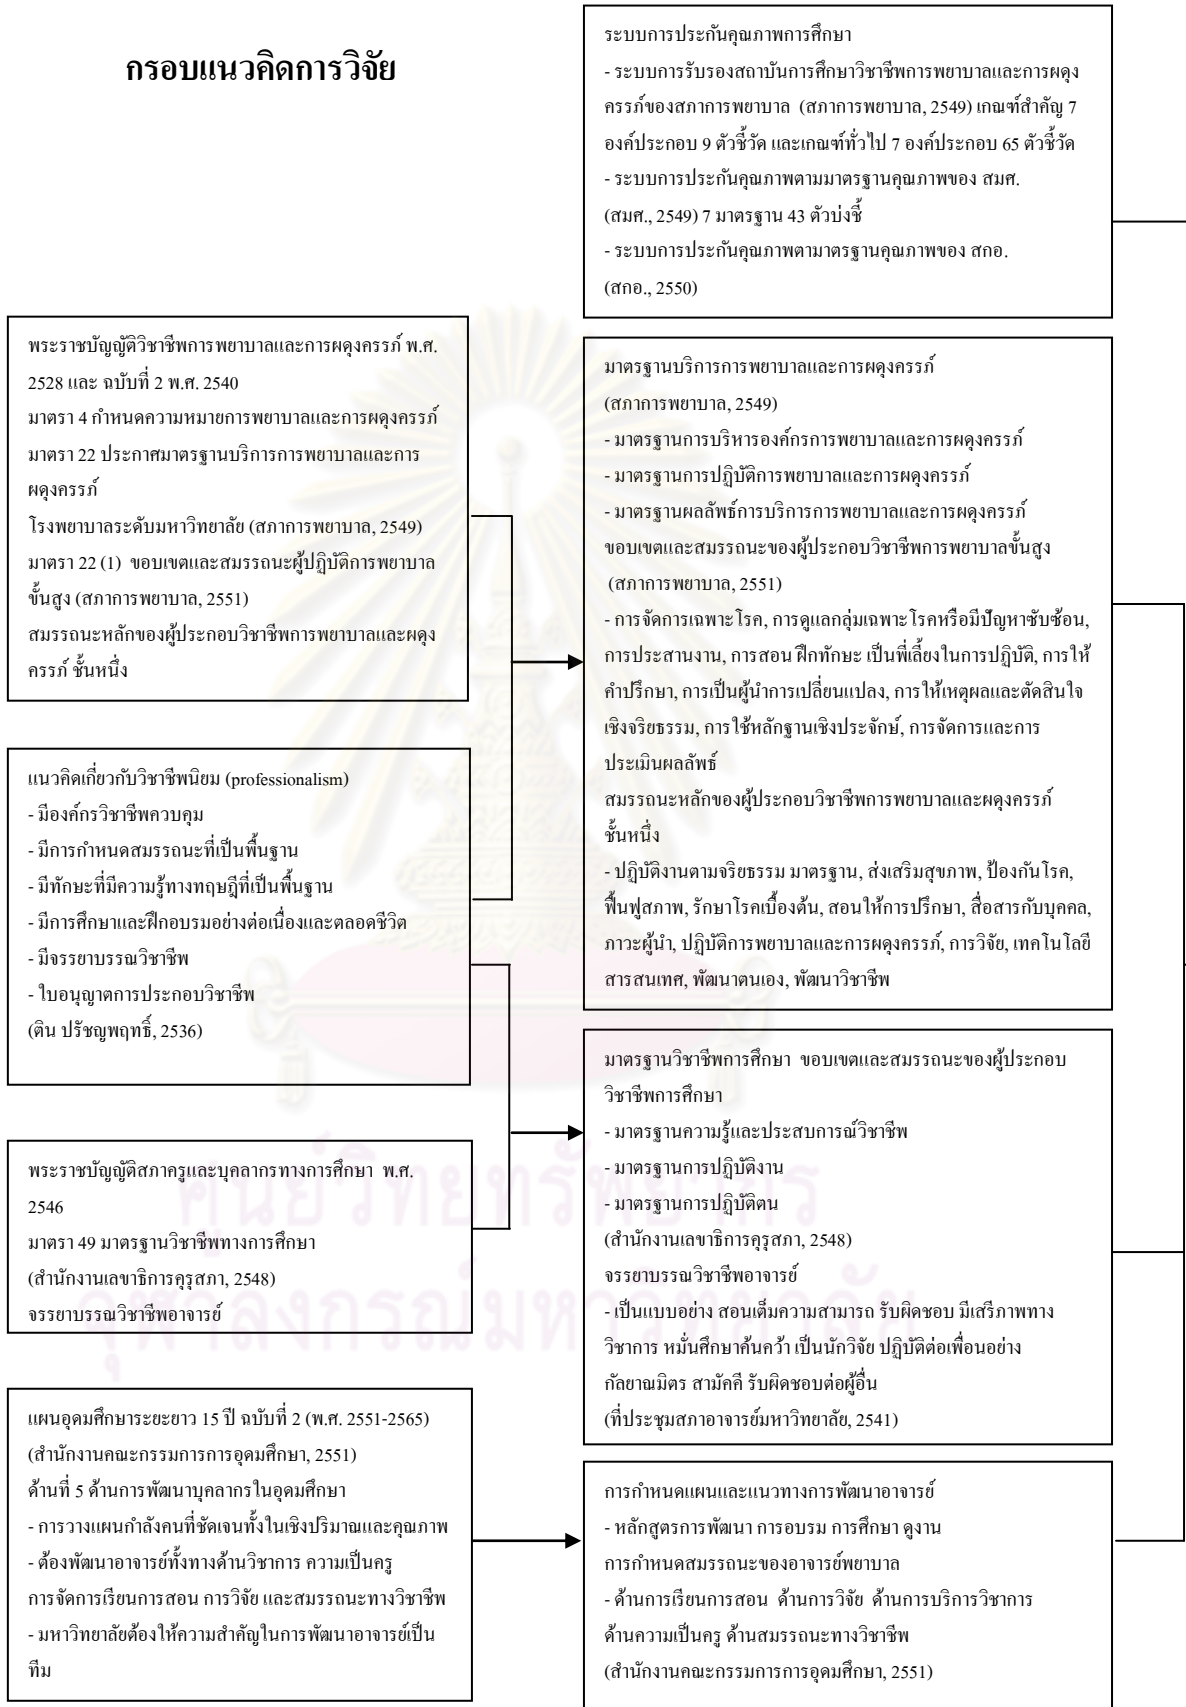 กรอบแนวคิดการวิจัย
ระบบการประกันคุณภาพการศึกษา
- ระบบการรับรองสถาบันการศึกษาวิชาชีพการพยาบาลและการผดุง
ครรภ์ของสภาการพยาบาล (สภาการพยาบาล, 2549) เกณฑ์สำคัญ 7
องค์ประกอบ 9 ตัวชี้วัด และเกณฑ์ทั่วไป 7 องค์ประกอบ 65 ตัวชี้วัด
- ระบบการประกันคุณภาพตามมาตรฐานคุณภาพของ สมศ.
(สมศ., 2549) 7 มาตรฐาน 43 ตัวบ่งชี้
- ระบบการประกันคุณภาพตามาตรฐานคุณภาพของ สกอ.
(สกอ., 2550)
พระราชบัญญัติวิชาชีพการพยาบาลและการผดุงครรภ์ พ.ศ.
2528 และ ฉบับที่ 2 พ.ศ. 2540
มาตรา 4 กำหนดความหมายการพยาบาลและการผดุงครรภ์
มาตรา 22 ประกาศมาตรฐานบริการการพยาบาลและการ
ผดุงครรภ์
โรงพยาบาลระดับมหาวิทยาลัย (สภาการพยาบาล, 2549)
มาตรา 22 (1) ขอบเขตและสมรรถนะผู้ปฏิบัติการพยาบาล
ขั้นสูง (สภาการพยาบาล, 2551)
สมรรถนะหลักของผู้ประกอบวิชาชีพการพยาบาลและผดุง
ครรภ์ ชั้นหนึ่ง
มาตรฐานบริการการพยาบาลและการผดุงครรภ์
(สภาการพยาบาล, 2549)
- มาตรฐานการบริหารองค์กรการพยาบาลและการผดุงครรภ์
- มาตรฐานการปฏิบัติการพยาบาลและการผดุงครรภ์
- มาตรฐานผลลัพธ์การบริการการพยาบาลและการผดุงครรภ์
ขอบเขตและสมรรถนะของผู้ประกอบวิชาชีพการพยาบาลขั้นสูง
(สภาการพยาบาล, 2551)
- การจัดการเฉพาะโรค, การดูแลกลุ่มเฉพาะโรคหรือมีปัญหาซับซ้อน,
การประสานงาน, การสอน ฝึกทักษะ เป็นพี่เลี้ยงในการปฏิบัติ, การให้
คำปรึกษา, การเป็นผู้นำการเปลี่ยนแปลง, การให้เหตุผลและตัดสินใจ
เชิงจริยธรรม, การใช้หลักฐานเชิงประจักษ์, การจัดการและการ
ประเมินผลลัพธ์
สมรรถนะหลักของผู้ประกอบวิชาชีพการพยาบาลและผดุงครรภ์
ชั้นหนึ่ง
- ปฏิบัติงานตามจริยธรรม มาตรฐาน, ส่งเสริมสุขภาพ, ป้องกันโรค,
ฟื้นฟูสภาพ, รักษาโรคเบื้องต้น, สอนให้การปรึกษา, สื่อสารกับบุคคล,
ภาวะผู้นำ, ปฏิบัติการพยาบาลและการผดุงครรภ์, การวิจัย, เทคโนโลยี
สารสนเทศ, พัฒนาตนเอง, พัฒนาวิชาชีพ
แนวคิดเกี่ยวกับวิชาชีพนิยม (professionalism)
- มีองค์กรวิชาชีพควบคุม
- มีการกำหนดสมรรถนะที่เป็นพื้นฐาน
- มีทักษะที่มีความรู้ทางทฤษฎีที่เป็นพื้นฐาน
- มีการศึกษาและฝึกอบรมอย่างต่อเนื่องและตลอดชีวิต
- มีจรรยาบรรณวิชาชีพ
- ใบอนุญาตการประกอบวิชาชีพ
(ติน ปรัชญพฤทธิ์, 2536)
มาตรฐานวิชาชีพการศึกษา ขอบเขตและสมรรถนะของผู้ประกอบ
วิชาชีพการศึกษา
- มาตรฐานความรู้และประสบการณ์วิชาชีพ
- มาตรฐานการปฏิบัติงาน
- มาตรฐานการปฏิบัติตน
(สำนักงานเลขาธิการคุรุสภา, 2548)
จรรยาบรรณวิชาชีพอาจารย์
- เป็นแบบอย่าง สอนเต็มความสามารถ รับผิดชอบ มีเสรีภาพทาง
วิชาการ หมั่นศึกษาค้นคว้า เป็นนักวิจัย ปฏิบัติต่อเพื่อนอย่าง
กัลยาณมิตร สามัคคี รับผิดชอบต่อผู้อื่น
(ที่ประชุมสภาอาจารย์มหาวิทยาลัย, 2541)
พระราชบัญญัติสภาครูและบุคลากรทางการศึกษา พ.ศ.
2546
มาตรา 49 มาตรฐานวิชาชีพทางการศึกษา
(สำนักงานเลขาธิการคุรุสภา, 2548)
จรรยาบรรณวิชาชีพอาจารย์
แผนอุดมศึกษาระยะยาว 15 ปี ฉบับที่ 2 (พ.ศ. 2551-2565)
(สำนักงานคณะกรรมการการอุดมศึกษา, 2551)
ด้านที่ 5 ด้านการพัฒนาบุคลากรในอุดมศึกษา
- การวางแผนกำลังคนที่ชัดเจนทั้งในเชิงปริมาณและคุณภาพ
- ต้องพัฒนาอาจารย์ทั้งทางด้านวิชาการ ความเป็นครู
การจัดการเรียนการสอน การวิจัย และสมรรถนะทางวิชาชีพ
- มหาวิทยาลัยต้องให้ความสำคัญในการพัฒนาอาจารย์เป็น
ทีม
การกำหนดแผนและแนวทางการพัฒนาอาจารย์
- หลักสูตรการพัฒนา การอบรม การศึกษา ดูงาน
การกำหนดสมรรถนะของอาจารย์พยาบาล
- ด้านการเรียนการสอน ด้านการวิจัย ด้านการบริการวิชาการ
ด้านความเป็นครู ด้านสมรรถนะทางวิชาชีพ
(สำนักงานคณะกรรมการการอุดมศึกษา, 2551)
ศูนย์วิทยทรัพยากร
จุฬาลงกรณ์มหาวิทยาลัย